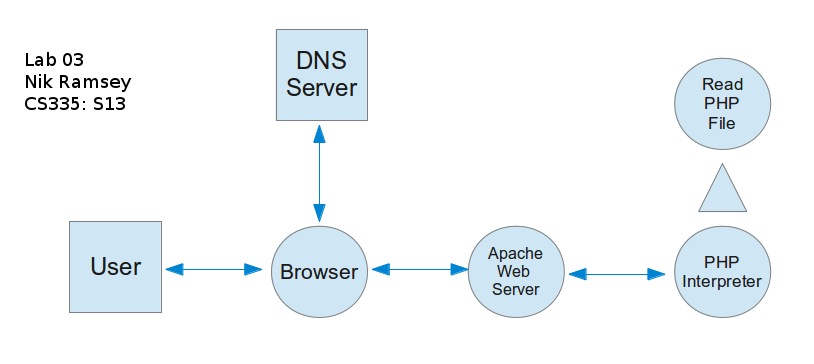 Lab 03
Nik Ramsey
CS335: S13
DNS
Server
Read
PHP
File
User
Browser
Apache
Web
Server
PHP
Interpreter